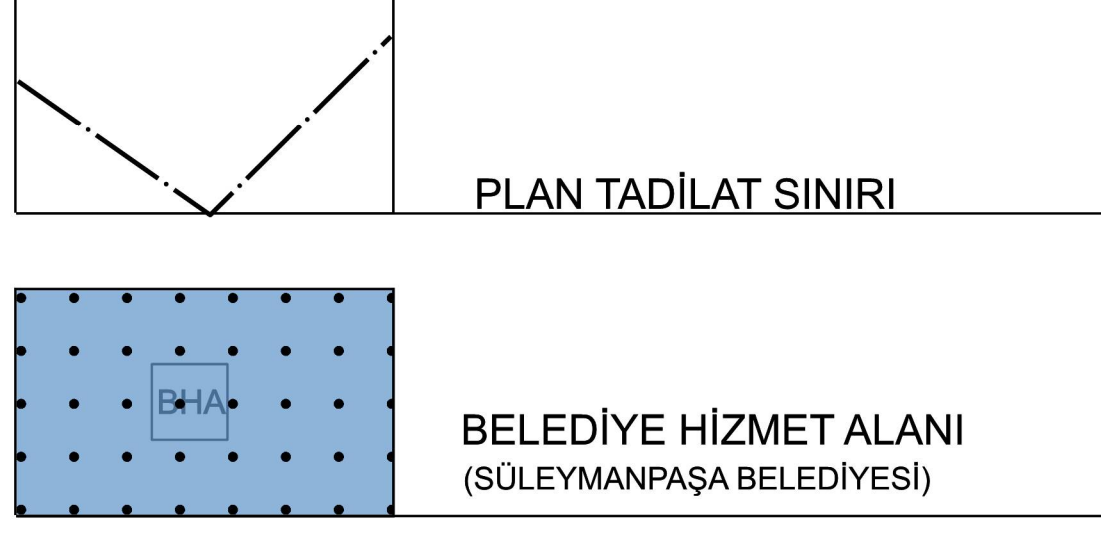 PLAN TADİLAT SINIRI
BHA
BELEDİYE HİZMET ALANI
(SÜLEYMANPAŞA BELEDİYESİ)